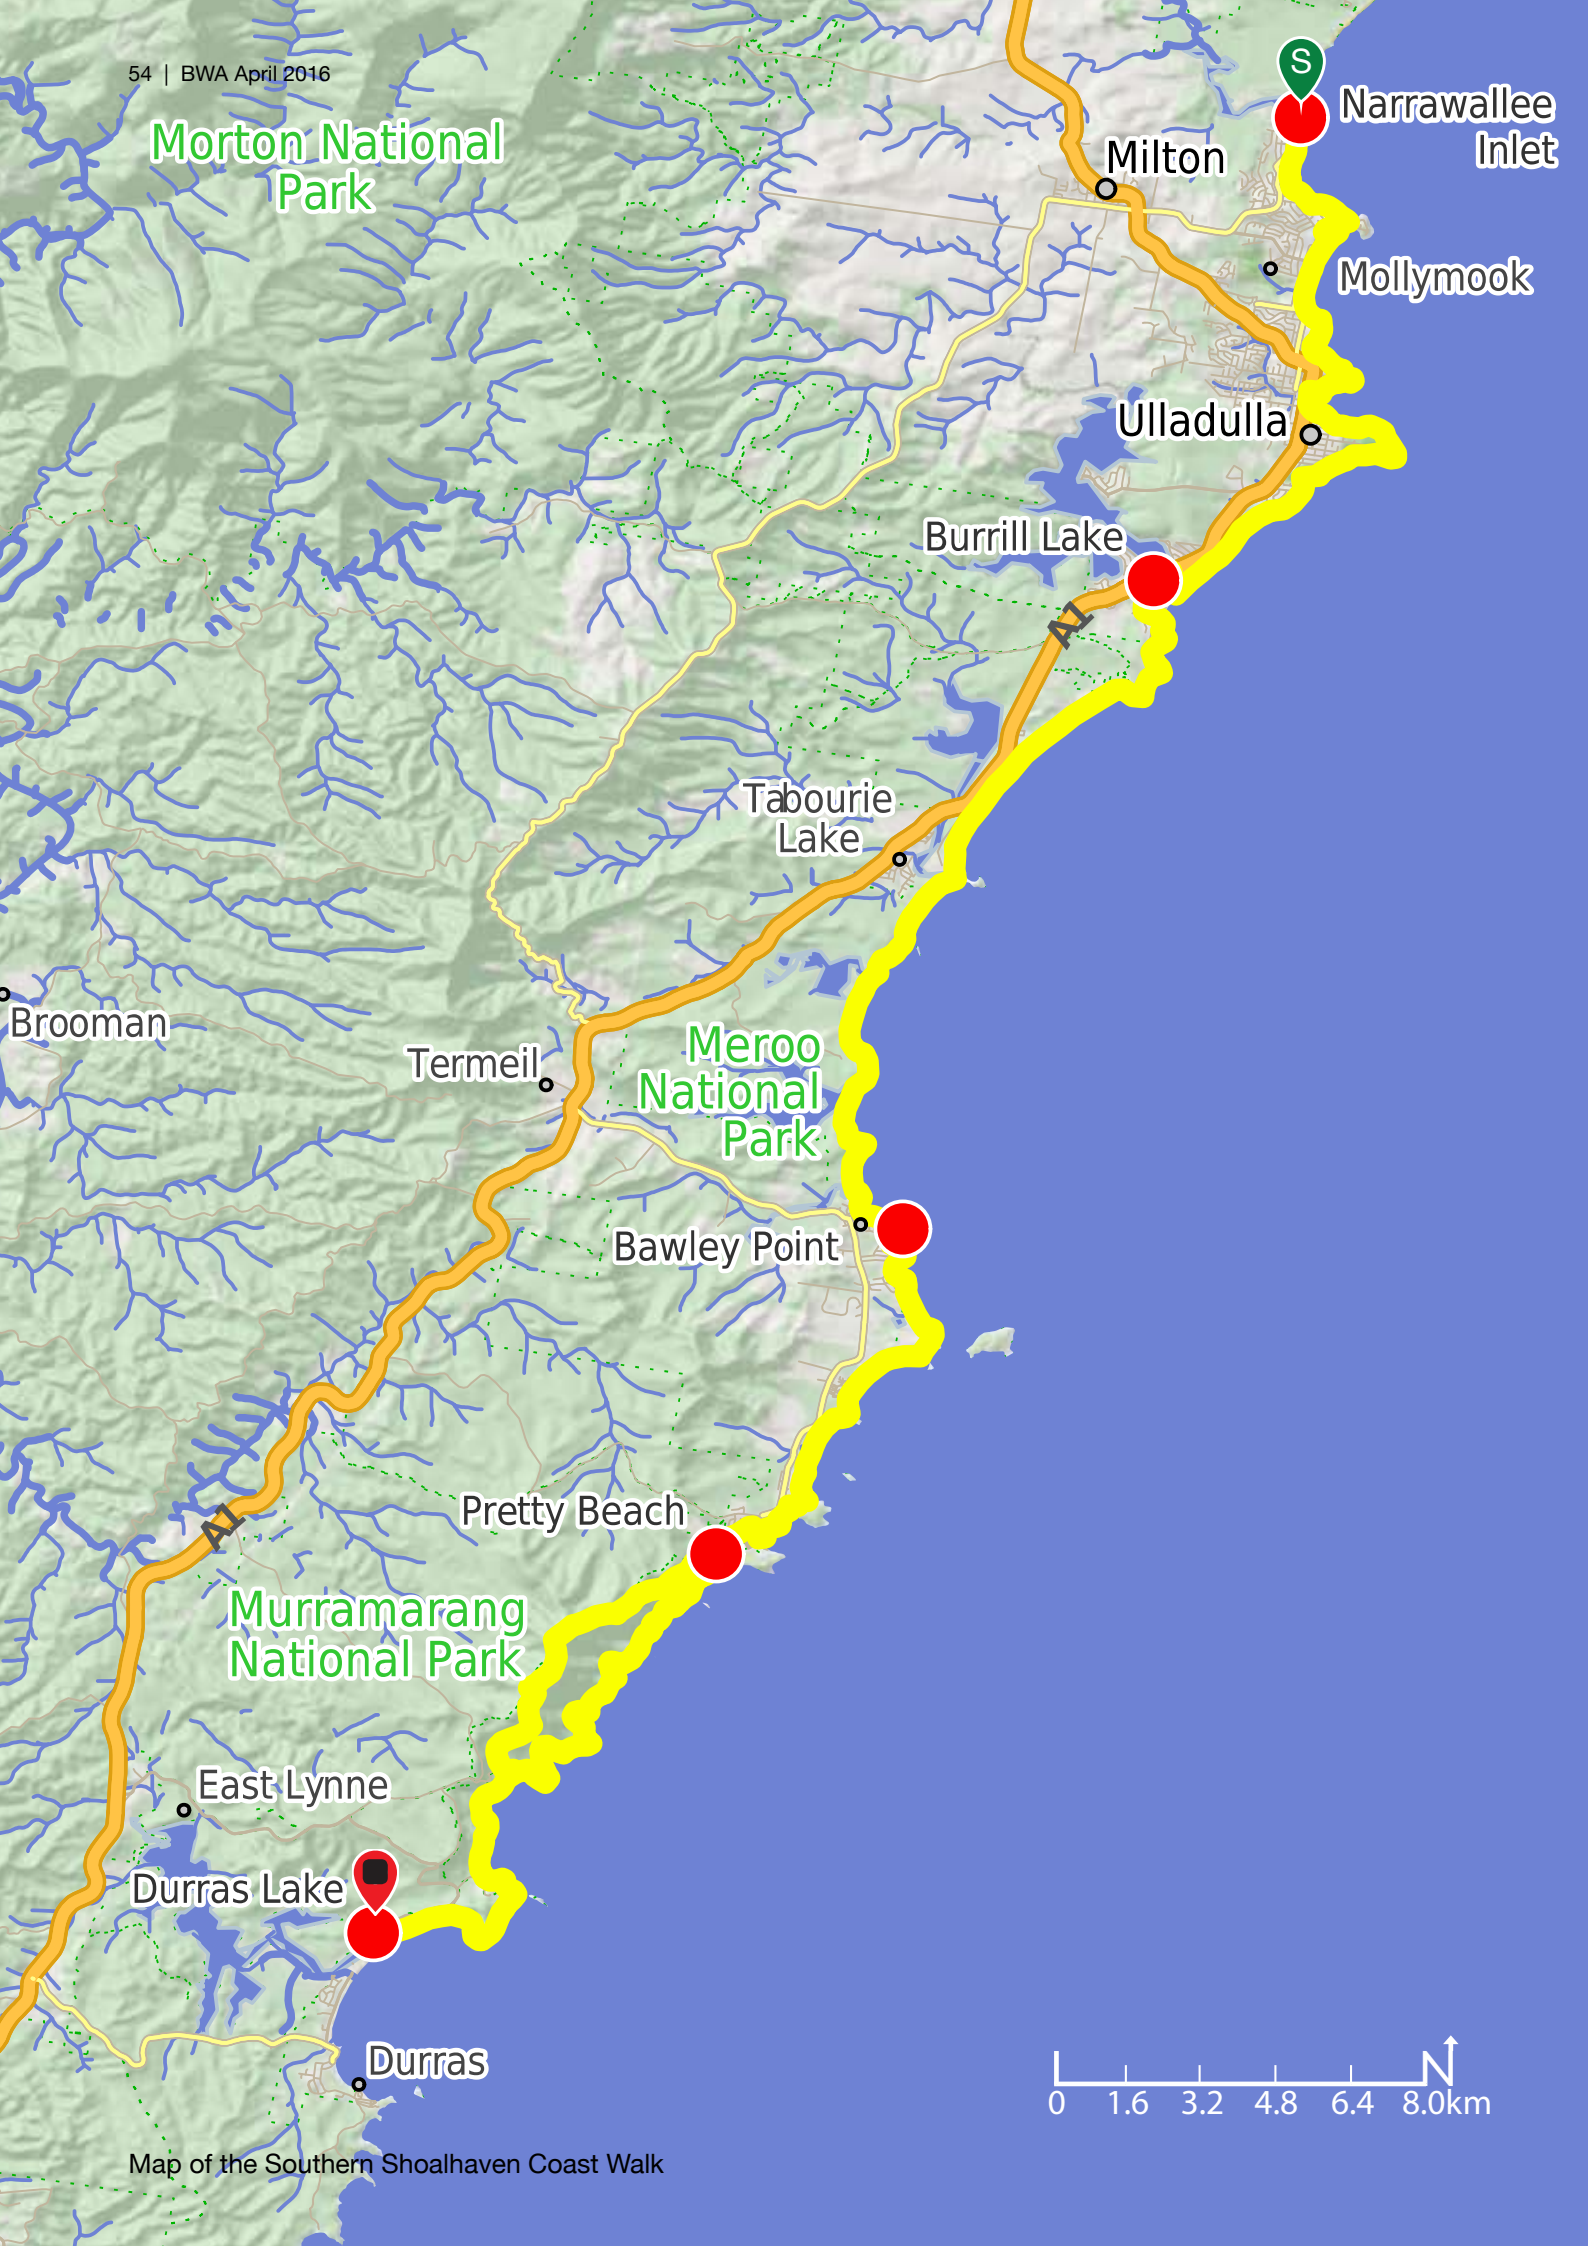 54 | BWA April 2016
S
Narrawallee
Inlet
Morton National
Park
Milton
Mollymook
Ulladulla
Burrill Lake
A1
Tabourie
Lake
Brooman
Termeil
Meroo
National
Park
Bawley Point
Pretty Beach
A1
Murramarang
National Park
East Lynne
Durras Lake
Durras
N
0 1.6 3.2 4.8 6.4 8.0km
Map of the Southern Shoalhaven Coast Walk